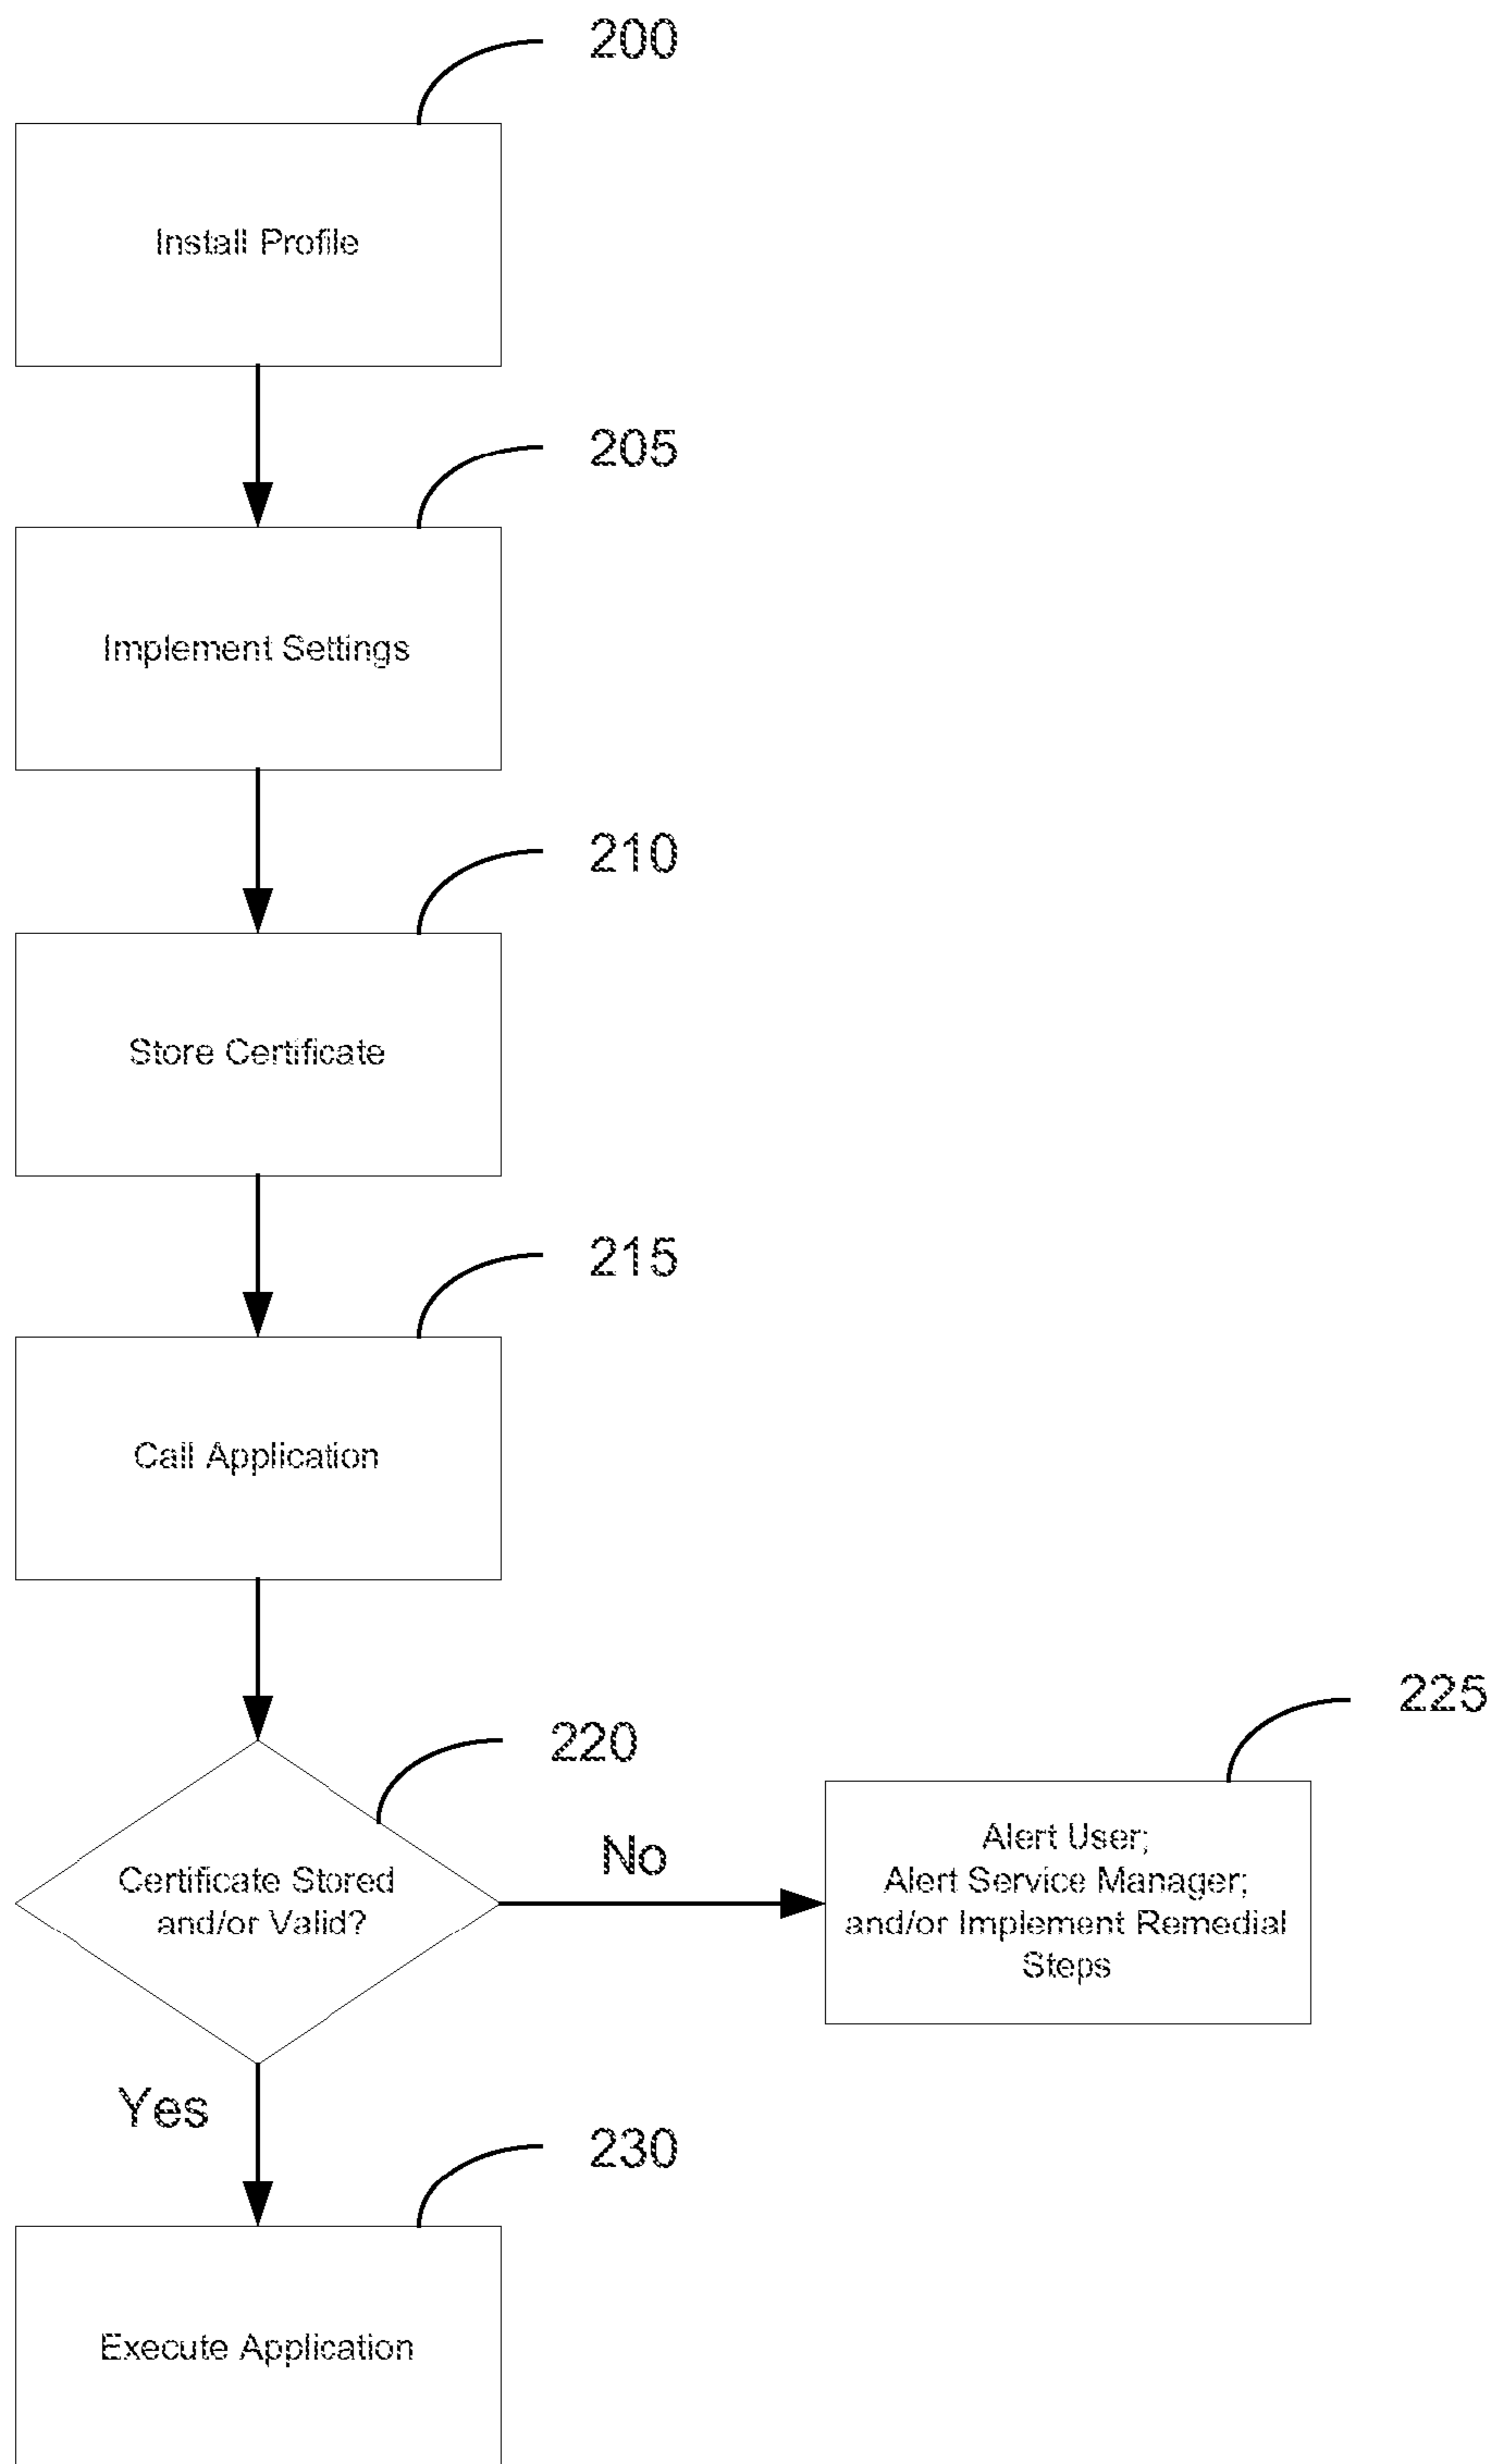 200
Install Profile
205
Implement Settings
210
Store Certificate
215
Call Application
220
Certificate Stored
and/or Valid?
No
225
Alert User;
Alert Service Manager;
and/or Implement Remedial
Steps
Yes
230
Execute Application